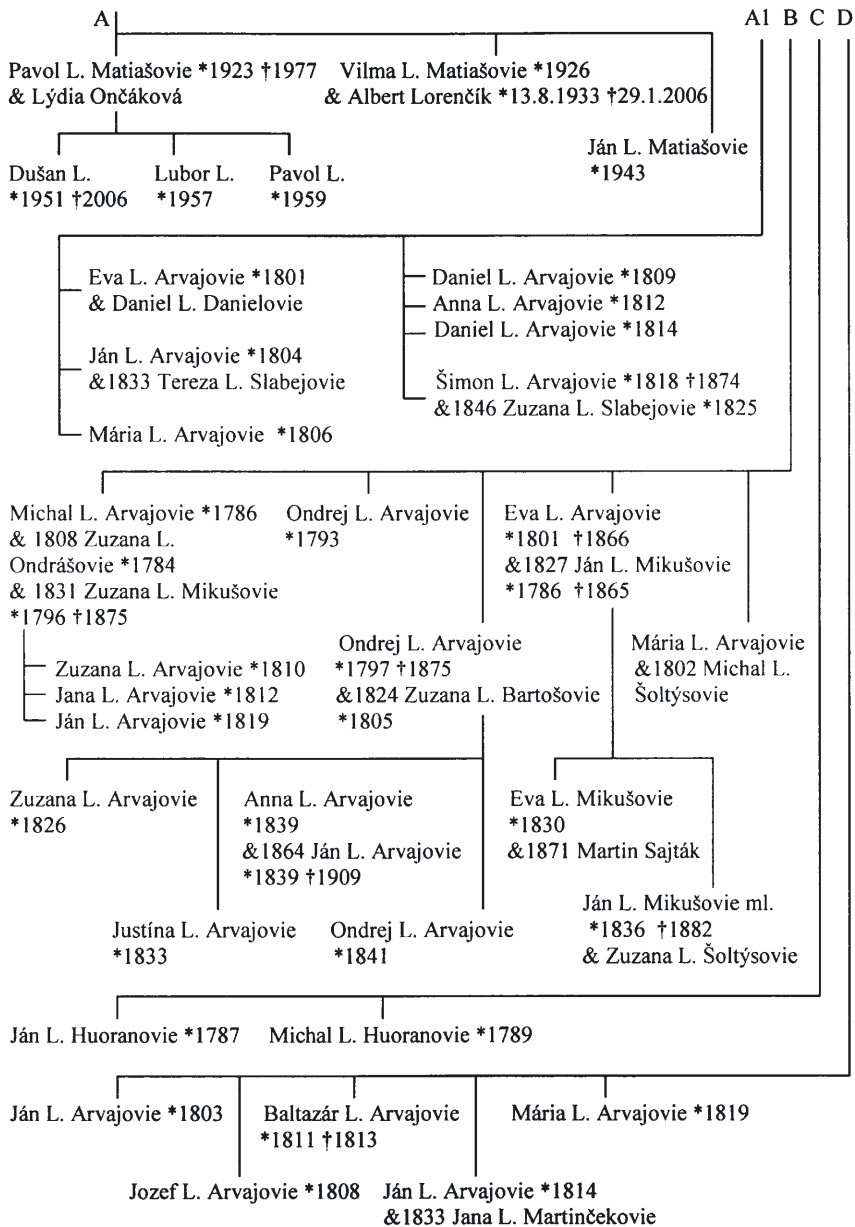 A A1 B C D
Pavol L. Matiašovie *1923 †1977
& Lýdia Ončáková
Vilma L. Matiašovie *1926
& Albert Lorenčík *13.8.1933 †29.1.2006
Ján L. Matiašovie
*1943
Dušan L.
*1951 †2006
Lubor L.
*1957
Pavol L.
*1959
Eva L. Arvajovie *1801
& Daniel L. Danielovie
Ján L. Arvajovie *1804
&1833 Tereza L. Slabejovie
Mária L. Arvajovie *1806
Daniel L. Arvajovie *1809
Anna L. Arvajovie *1812
Daniel L. Arvajovie *1814
Šimon L. Arvajovie *1818 †1874
&1846 Zuzana L. Slabejovie *1825
Michal L. Arvajovie *1786
& 1808 Zuzana L.
Ondrášovie *1784
& 1831 Zuzana L. Mikušovie
*1796 †1875
Ondrej L. Arvajovie
*1793
Eva L. Arvajovie
*1801 †1866
&1827 Ján L. Mikušovie
*1786 †1865
Zuzana L. Arvajovie *1810
Jana L. Arvajovie *1812
Ján L. Arvajovie *1819
Ondrej L. Arvajovie
*1797 †1875
&1824 Zuzana L. Bartošovie
*1805
Mária L. Arvajovie
&1802 Michal L.
Šoltýsovie
Zuzana L. Arvajovie
*1826
Anna L. Arvajovie
*1839
&1864 Ján L. Arvajovie
*1839 †1909
Eva L. Mikušovie
*1830
&1871 Martin Sajták
Justína L. Arvajovie
*1833
Ondrej L. Arvajovie
*1841
Ján L. Mikušovie ml.
*1836 †1882
& Zuzana L. Šoltýsovie
Ján L. Huoranovie *1787
Michal L. Huoranovie *1789
Ján L. Arvajovie *1803
Baltazár L. Arvajovie
*1811 †1813
Mária L. Arvajovie *1819
Jozef L. Arvajovie *1808
Ján L. Arvajovie *1814
&1833 Jana L. Martinčekovie